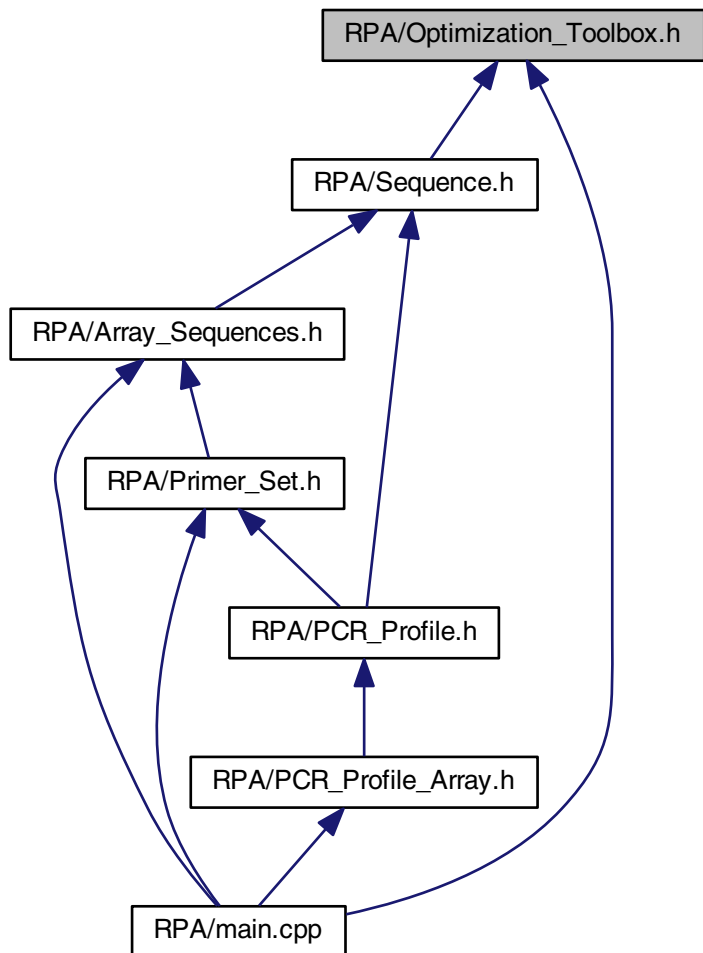 RPA/Optimization_Toolbox.h
RPA/Sequence.h
RPA/Array_Sequences.h
RPA/Primer_Set.h
RPA/PCR_Profile.h
RPA/PCR_Profile_Array.h
RPA/main.cpp